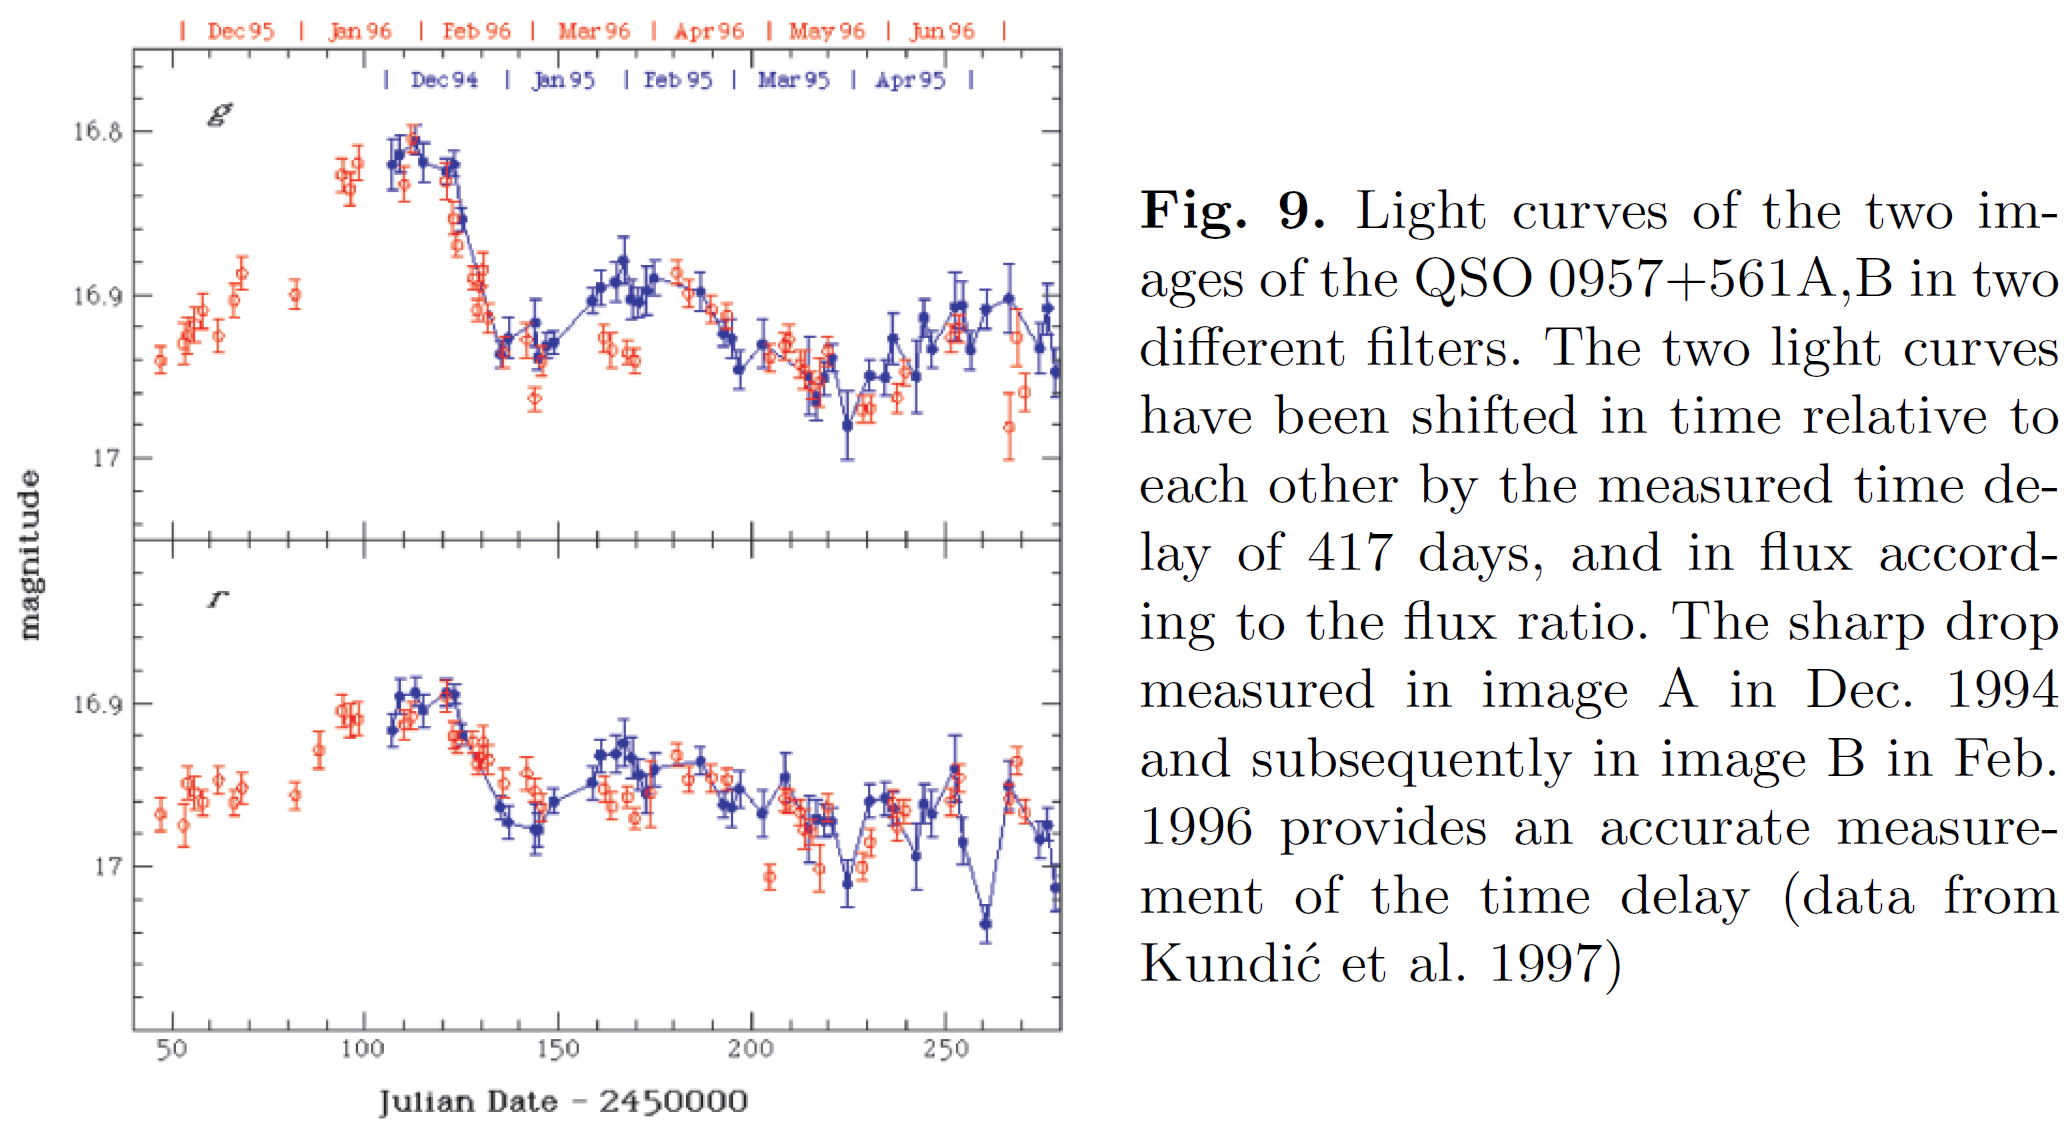 | Dec 95 | Jan 96 | Feb 96 | Mar 96 | Apr 96 | May 96 | Jun 96 |
| Dec 94 | Jan 95 | Feb 95 | Mar 95 | Apr 95 |
g
16.8
16.9
17
magnitude
r
16.9
17
50 100 150 200 250
Julian Date - 2450000
Fig. 9. Light curves of the two im-
ages of the QSO 0957+561A,B in two
different filters. The two light curves
have been shifted in time relative to
each other by the measured time de-
lay of 417 days, and in flux accord-
ing to the flux ratio. The sharp drop
measured in image A in Dec. 1994
and subsequently in image B in Feb.
1996 provides an accurate measure-
ment of the time delay (data from
Kundić et al. 1997)